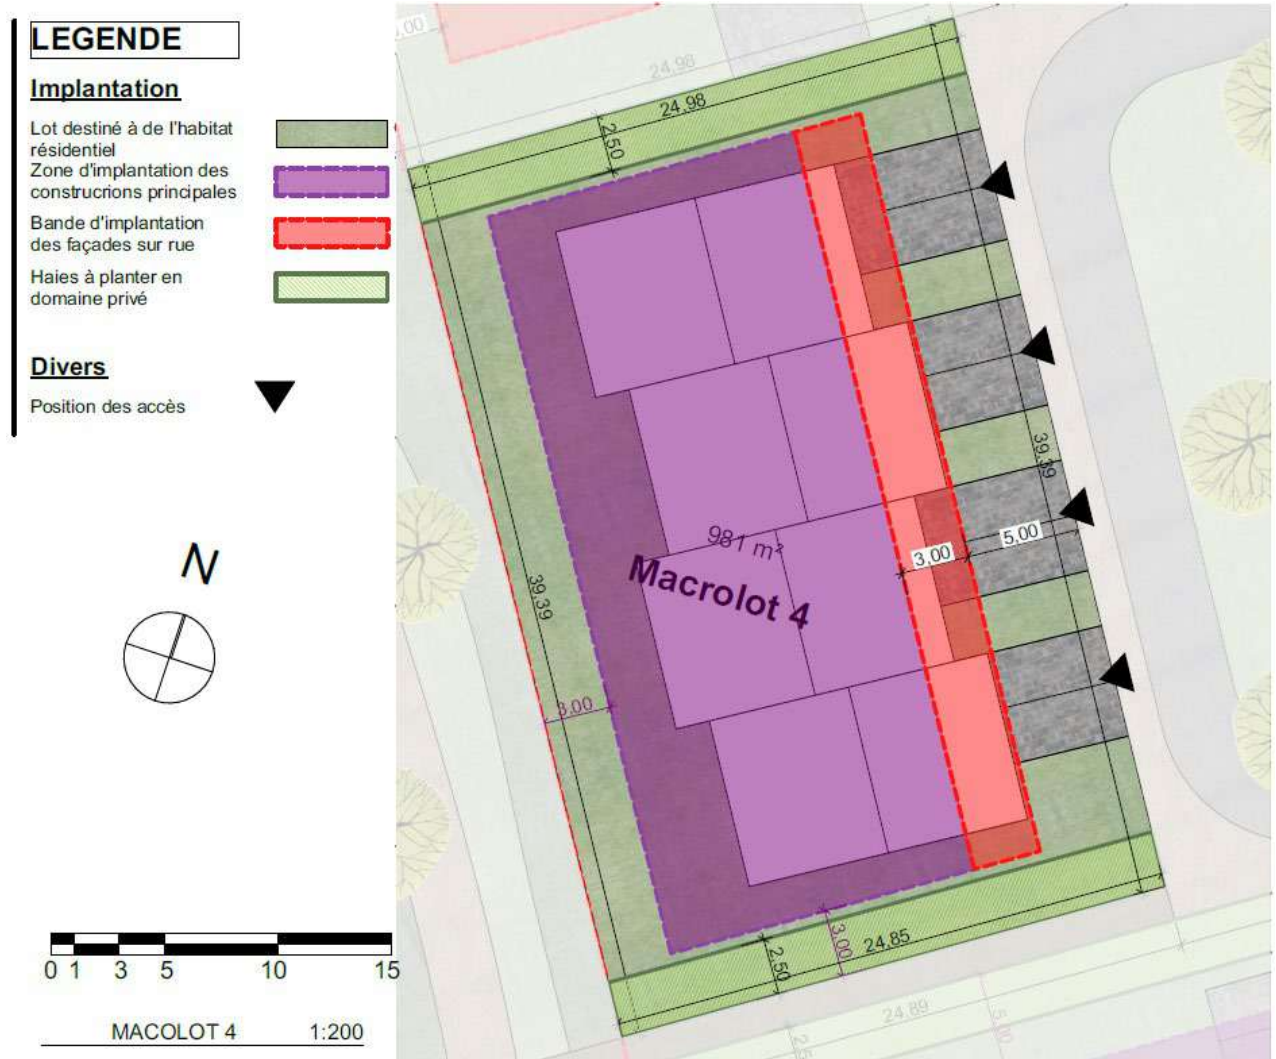 LEGENDE
Implantation
Lot destiné à de l'habitat
résidentiel
Zone d'implantation des
construcrions principales
Bande d'implantation
des façades sur rue
Haies à planter en
domaine privé
Divers
Position des accès
N
0 1 3 5 10 15
MACOLOT 4 1:200
24,98
24,98
2,50
39,39
981 m²
Macrolot 4
3,00
5,00
39,39
3,00
3,00
24,85
2,50
24,89